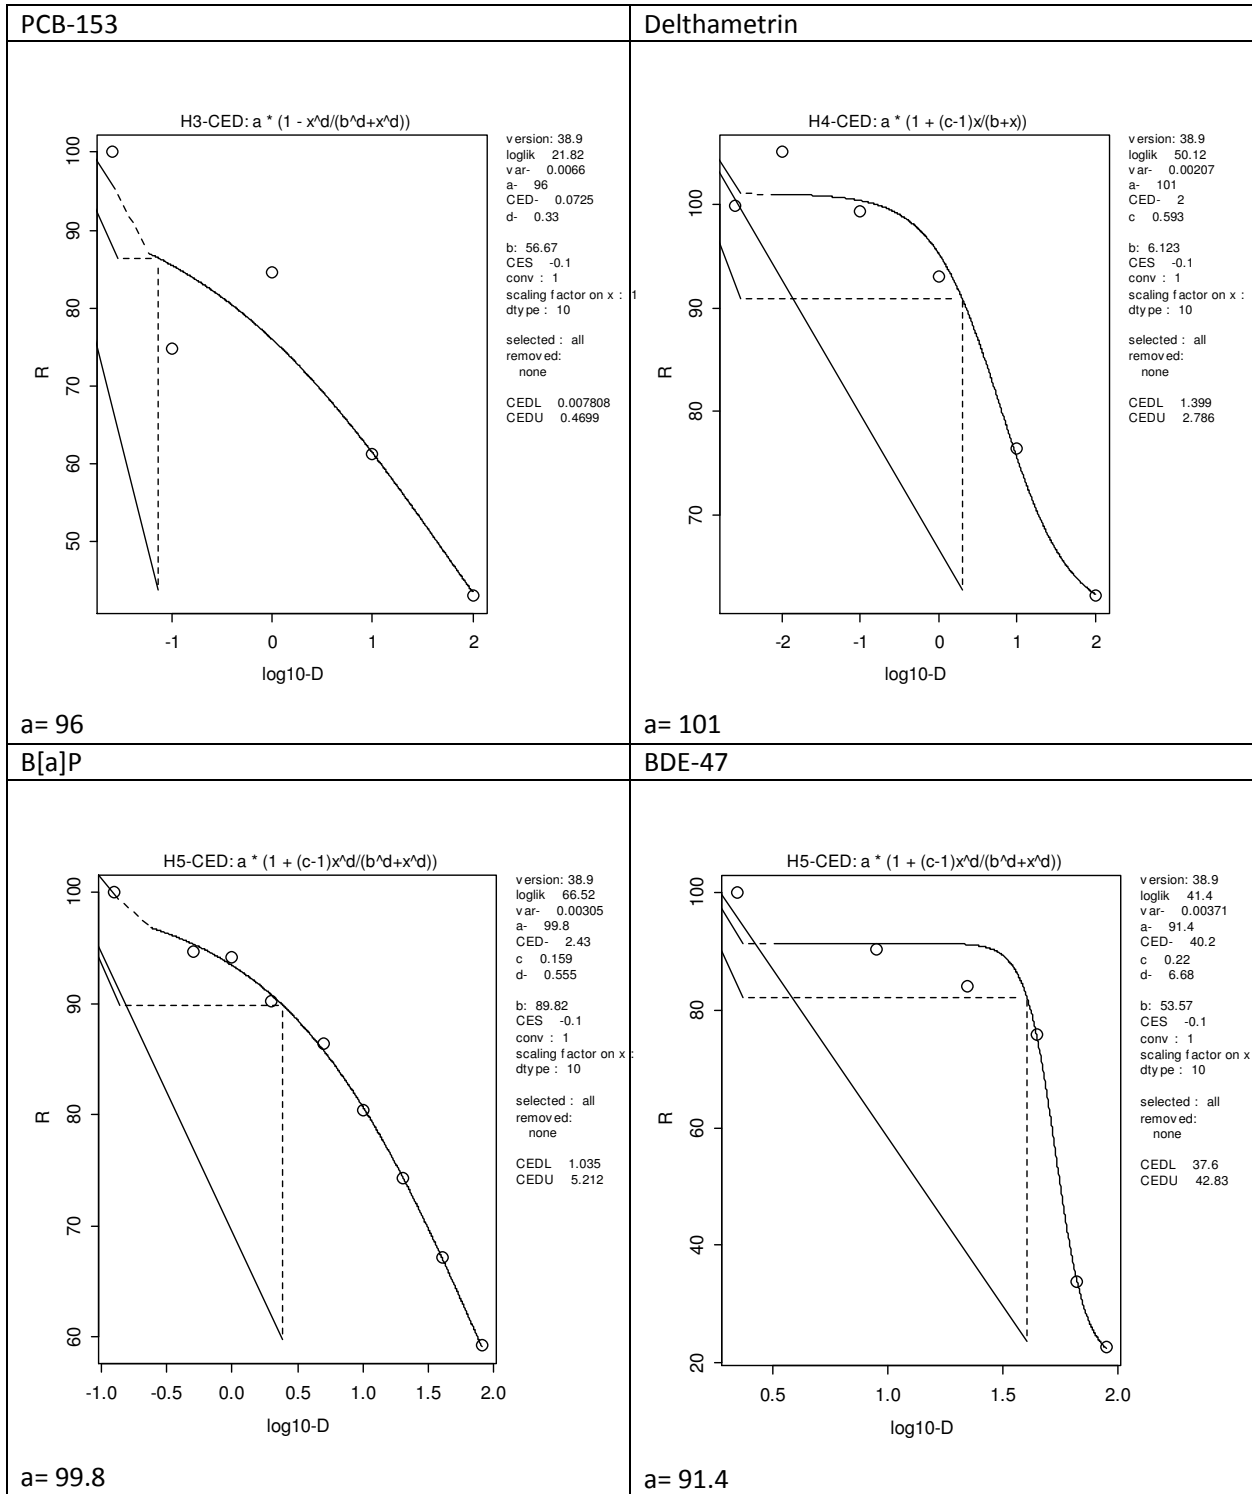 PCB-153
H3-CED: a * (1 - x^d/(b^d+x^d))
100
90
80
70
60
50
R
-1
0
1
2
log10-D
version: 38.9
loglik 21.82
var- 0.0066
a- 96
CED- 0.0725
d- 0.33
b: 56.67
CES -0.1
conv : 1
scaling factor on x : 1
dtype : 10
selected : all
removed:
none
CEDL 0.007808
CEDU 0.4699
a= 96
Delthametrin
H4-CED: a * (1 + (c-1)x/(b+x))
100
90
80
70
R
-2
-1
0
1
2
log10-D
version: 38.9
loglik 50.12
var- 0.00207
a- 101
CED- 2
c 0.593
b: 6.123
CES -0.1
conv : 1
scaling factor on x :
dtype : 10
selected : all
removed:
none
CEDL 1.399
CEDU 2.786
a= 101
B[a]P
H5-CED: a * (1 + (c-1)x^d/(b^d+x^d))
100
90
80
70
60
R
-1.0
-0.5
0.0
0.5
1.0
1.5
2.0
log10-D
version: 38.9
loglik 66.52
var- 0.00305
a- 99.8
CED- 2.43
c 0.159
d- 0.555
b: 89.82
CES -0.1
conv : 1
scaling factor on x :
dtype : 10
selected : all
removed:
none
CEDL 1.035
CEDU 5.212
a= 99.8
BDE-47
H5-CED: a * (1 + (c-1)x^d/(b^d+x^d))
100
80
60
40
20
R
0.5
1.0
1.5
2.0
log10-D
version: 38.9
loglik 41.4
var- 0.00371
a- 91.4
CED- 40.2
c 0.22
d- 6.68
b: 53.57
CES -0.1
conv : 1
scaling factor on x
dtype : 10
selected : all
removed:
none
CEDL 37.6
CEDU 42.83
a= 91.4